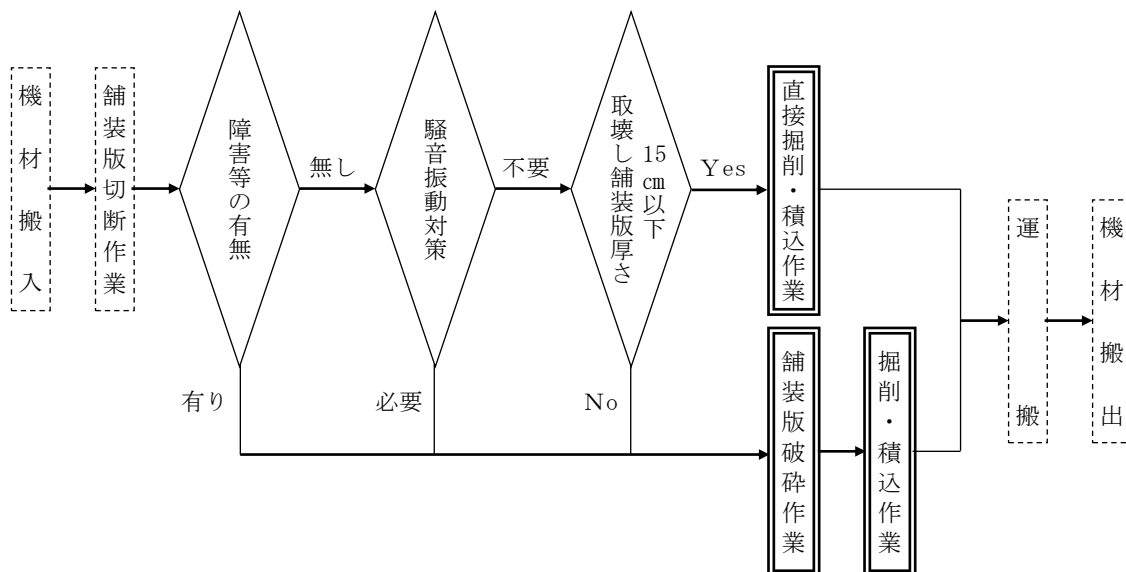 機材搬入
舗装版切断作業
障害等の有無
無し
有り
騒音振動対策
不要
必要
取壊し舗装版厚さ
15cm以下
Yes
No
直接掘削・積込作業
舗装版破砕作業
掘削・積込作業
運搬
機材搬出